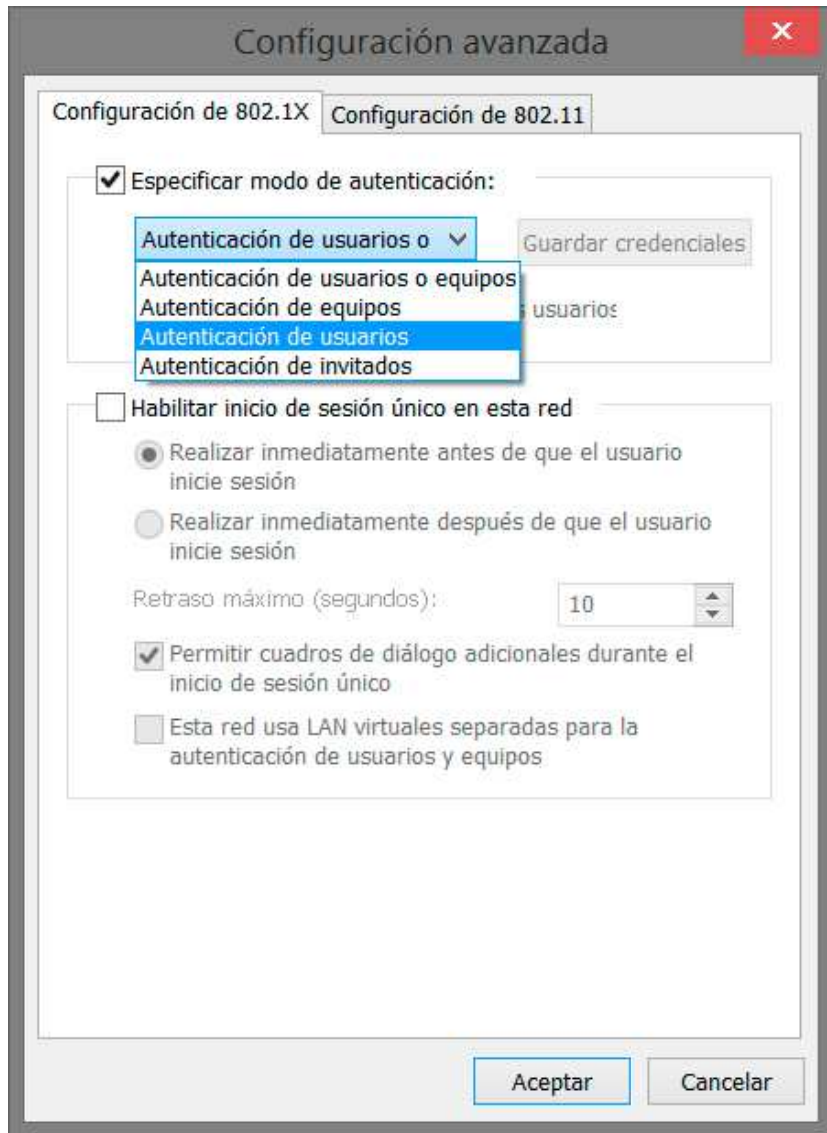 Configuración avanzada
Configuración de 802.1X
Configuración de 802.11
Especificar modo de autenticación:
Autenticación de usuarios o
Guardar credenciales
Autenticación de usuarios o equipos
Autenticación de equipos
usuarios
Autenticación de usuarios
Autenticación de invitados
Habilitar inicio de sesión único en esta red
Realizar inmediatamente antes de que el usuario
inicie sesión
Realizar inmediatamente después de que el usuario
inicie sesión
Retraso máximo (segundos):
10
Permitir cuadros de diálogo adicionales durante el
inicio de sesión único
Esta red usa LAN virtuales separadas para la
autenticación de usuarios y equipos
Aceptar
Cancelar